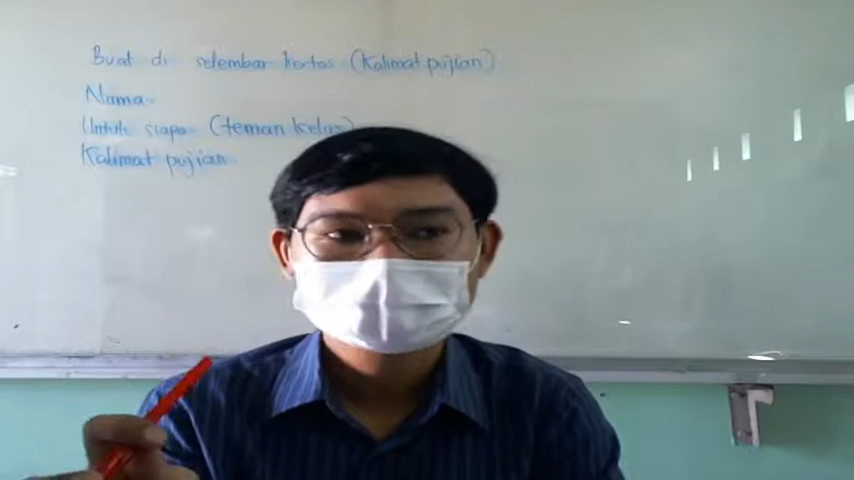 Buat di selembar kertas (Kalimat pujian)
Nama
Untuk siapa (teman kelas)
Kalimat pujian